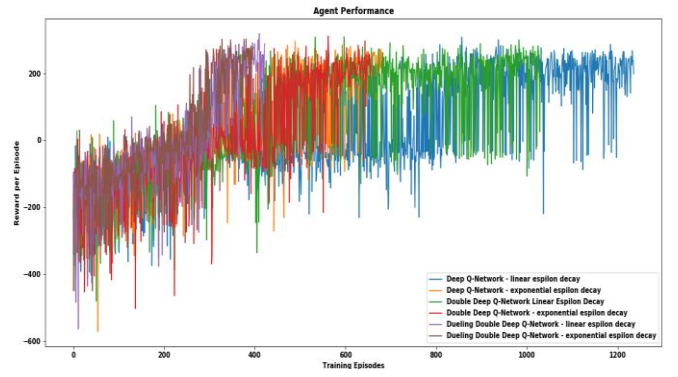 Agent Performance
Reward per Episode
200
0
−200
−400
−600
Deep Q-Network - linear espilon decay
Deep Q-Network - exponential espilon decay
Double Deep Q-Network Linear Espilon Decay
Double Deep Q-Network - exponential espilon decay
Dueling Double Deep Q-Network - linear espilon decay
Dueling Double Deep Q-Network - exponential espilon decay
0 200 400 600 800 1000 1200
Training Episodes